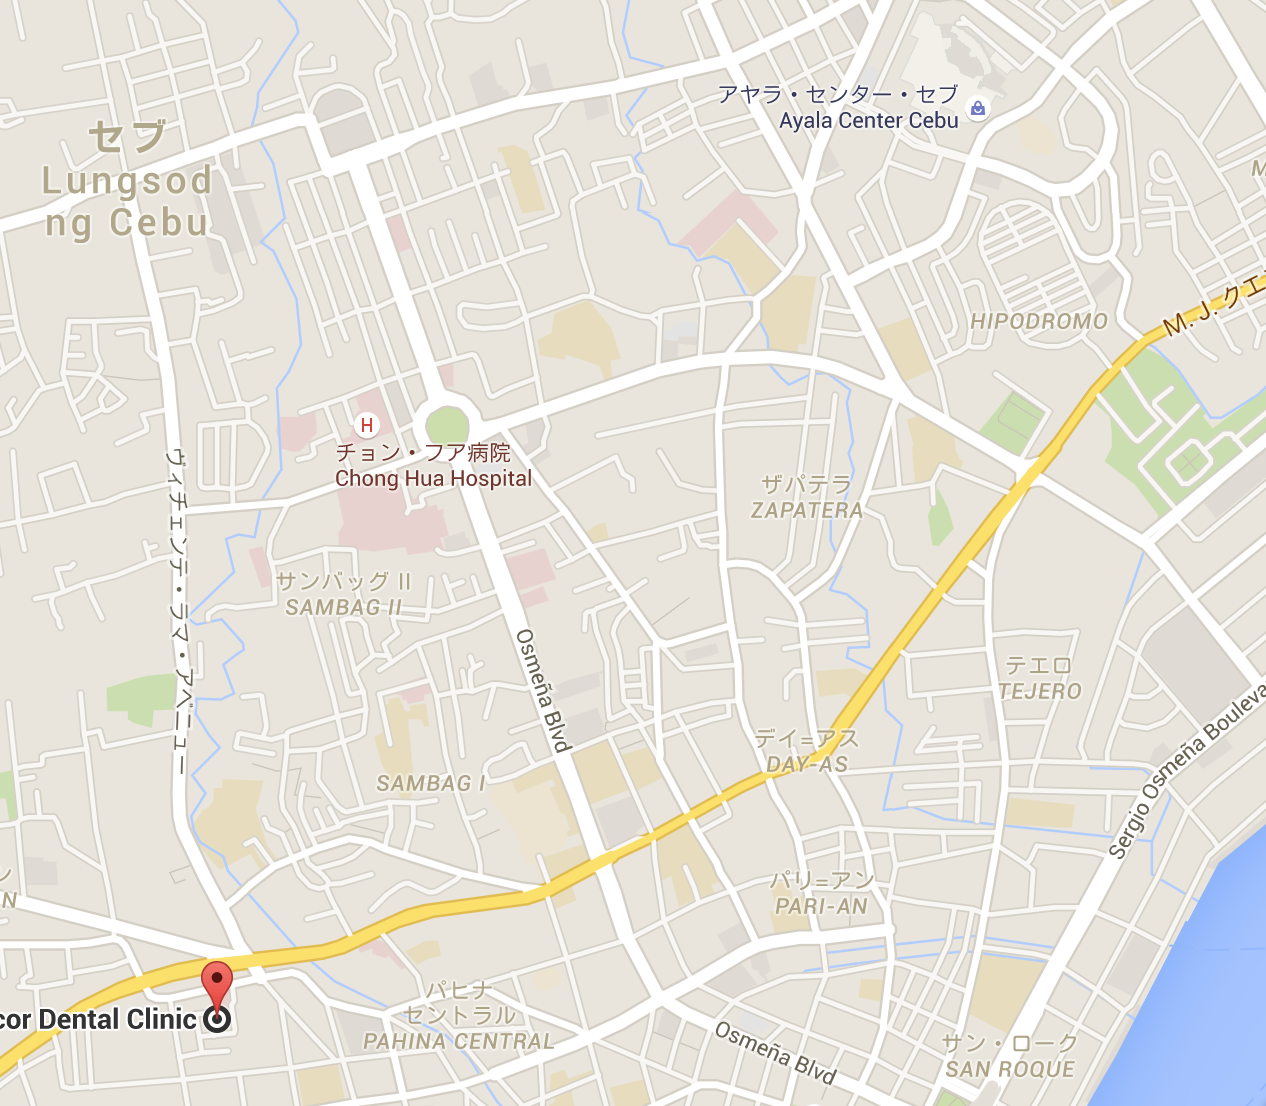 アヤラ・センター・セブ
Ayala Center Cebu
セブ
Lungsod
ng Cebu
M
HIPODROMO
M. J. クエ
チョン・フア病院
Chong Hua Hospital
H
ザパテラ
ZAPATERA
ヴィチェンテ・ラマ・アベニュー
サンバッグ II
SAMBAG II
Osmeña Blvd
テエロ
TEJERO
デイ=アス
DAY-AS
SAMBAG I
Sergio Osmeña Bouleva
ン
N
パリ=アン
PARI-AN
パヒナ
セントラル
PAHINA CENTRAL
cor Dental Clinic
Osmeña Blvd
サン・ローク
SAN ROQUE